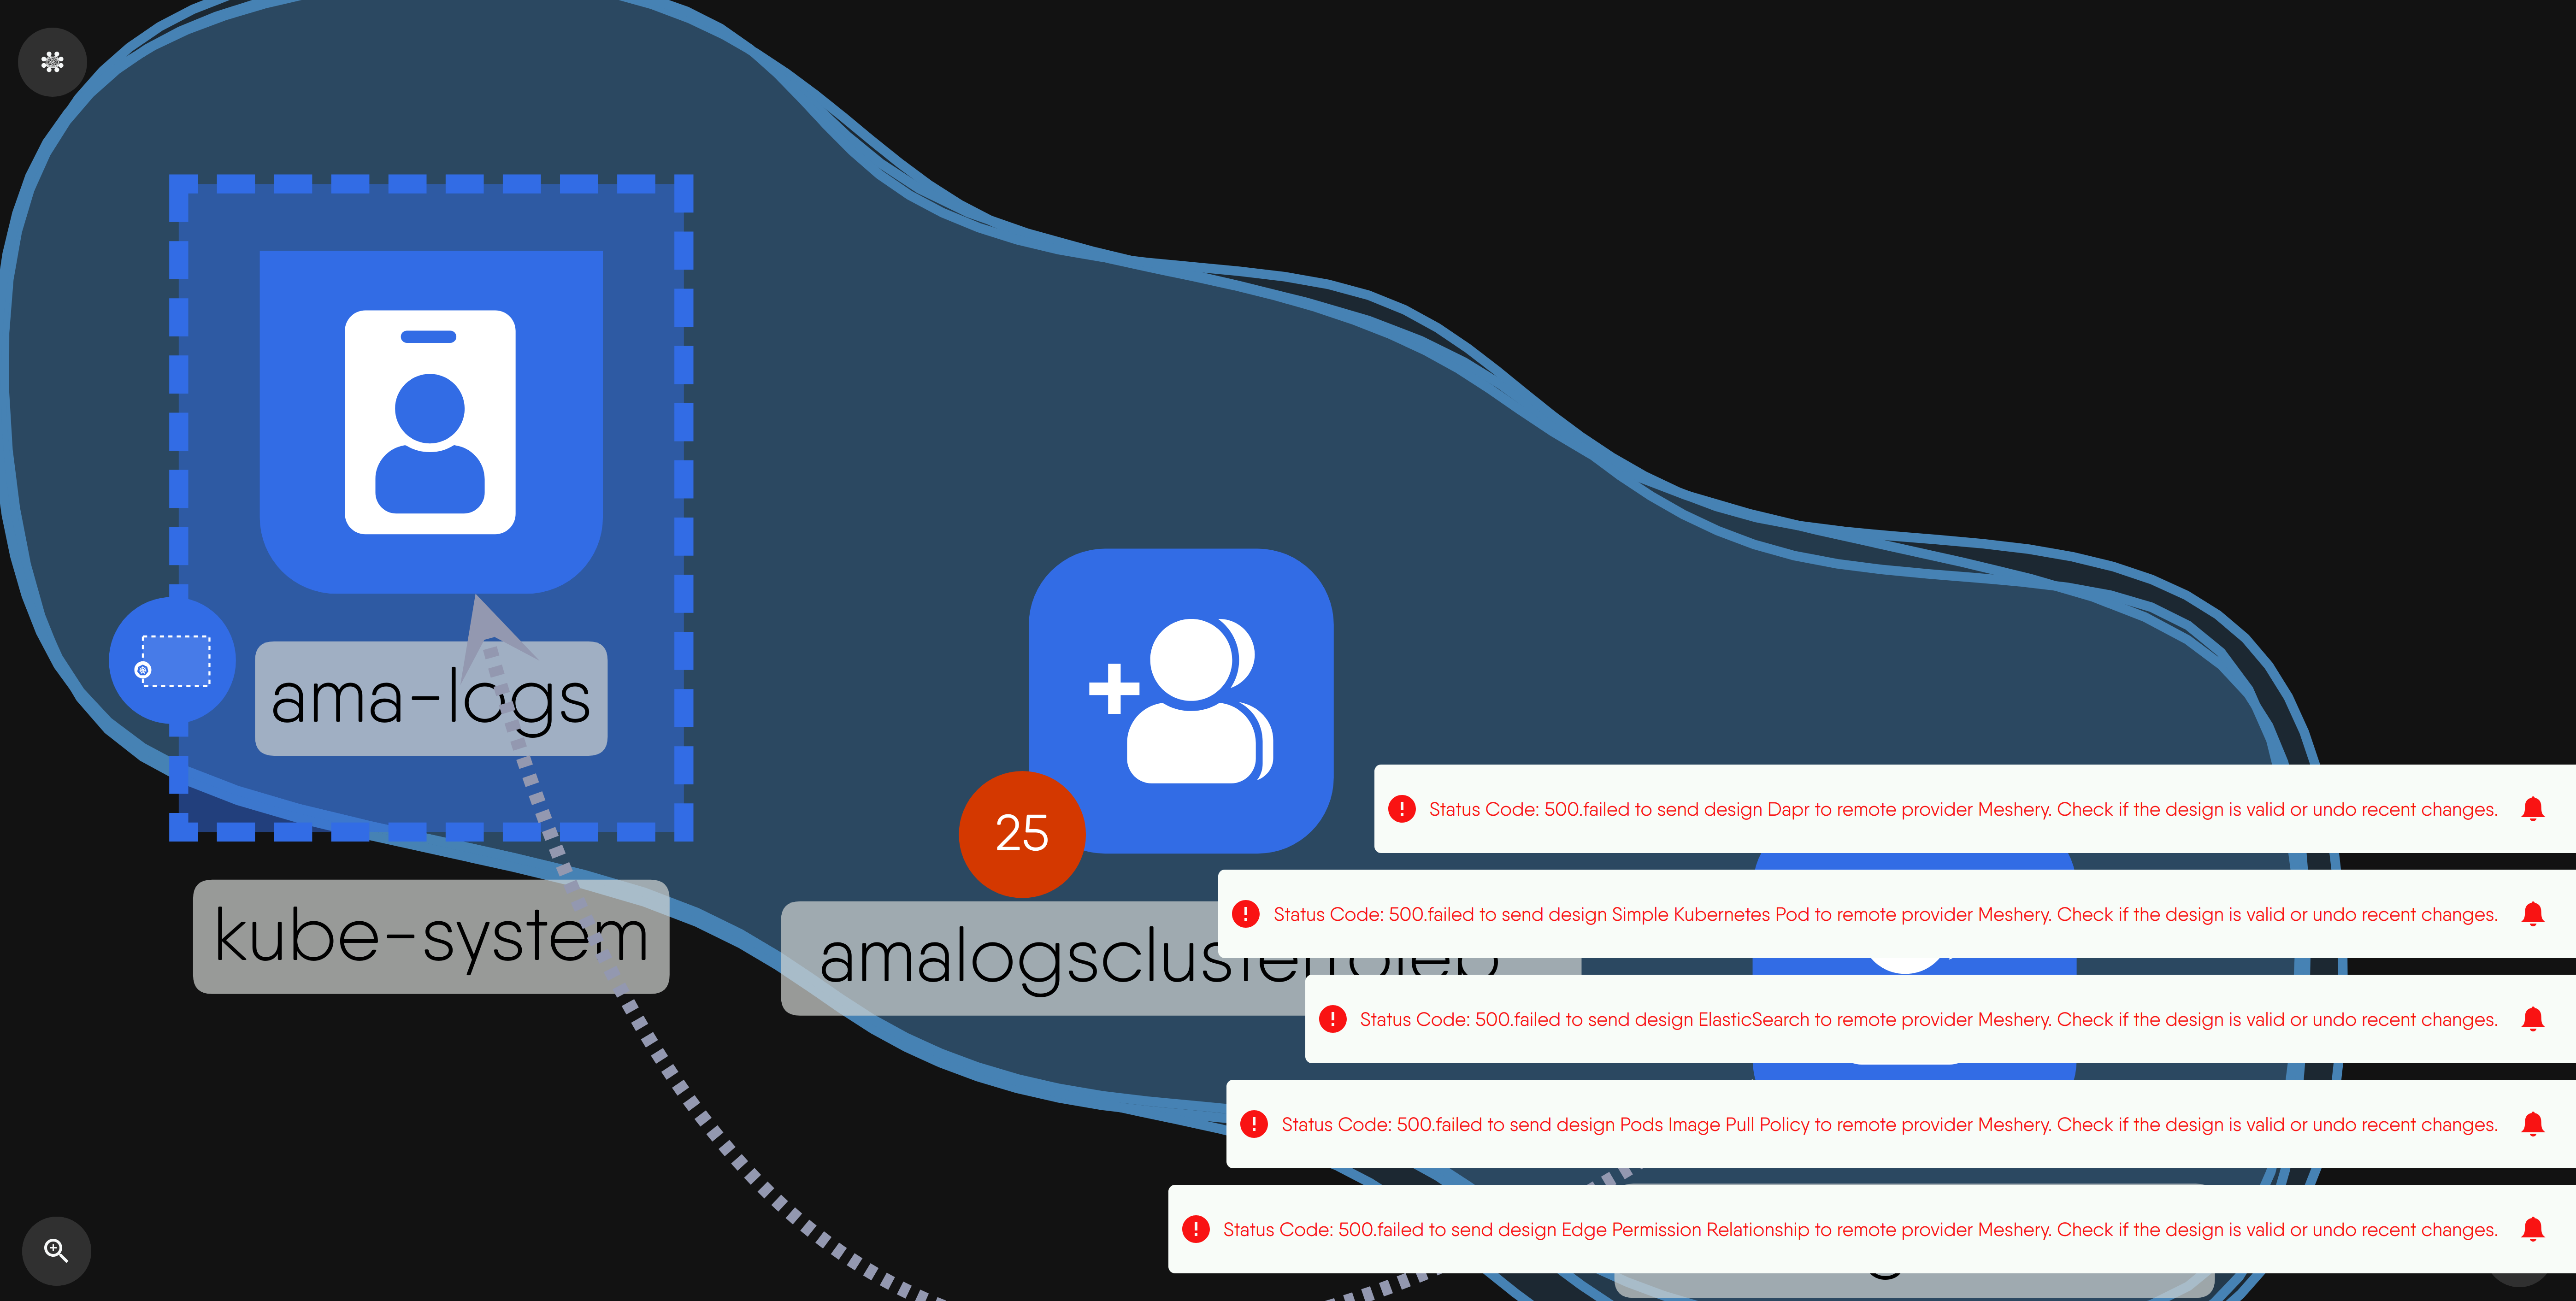 ama-logs
25
kube-system
Status Code: 500.failed to send design Dapr to remote provider Meshery. Check if the design is valid or undo recent changes.
Status Code: 500.failed to send design Simple Kubernetes Pod to remote provider Meshery. Check if the design is valid or undo recent changes.
Status Code: 500.failed to send design ElasticSearch to remote provider Meshery. Check if the design is valid or undo recent changes.
Status Code: 500.failed to send design Pods Image Pull Policy to remote provider Meshery. Check if the design is valid or undo recent changes.
Status Code: 500.failed to send design Edge Permission Relationship to remote provider Meshery. Check if the design is valid or undo recent changes.